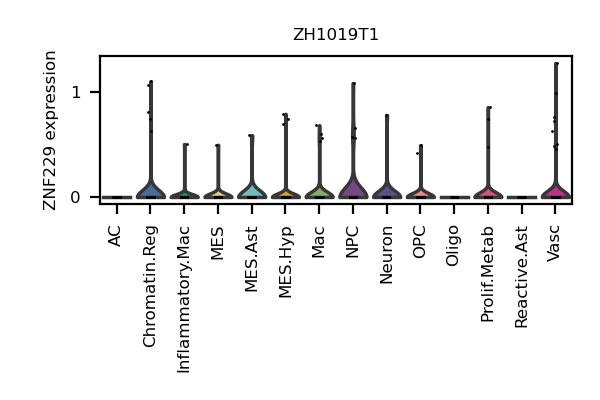 ZH1019T1
ZNF229 expression
1
0
AC
Chromatin.Reg
Inflammatory.Mac
MES
MES.Ast
MES.Hyp
Mac
NPC
Neuron
OPC
Oligo
Prolif.Metab
Reactive.Ast
Vasc